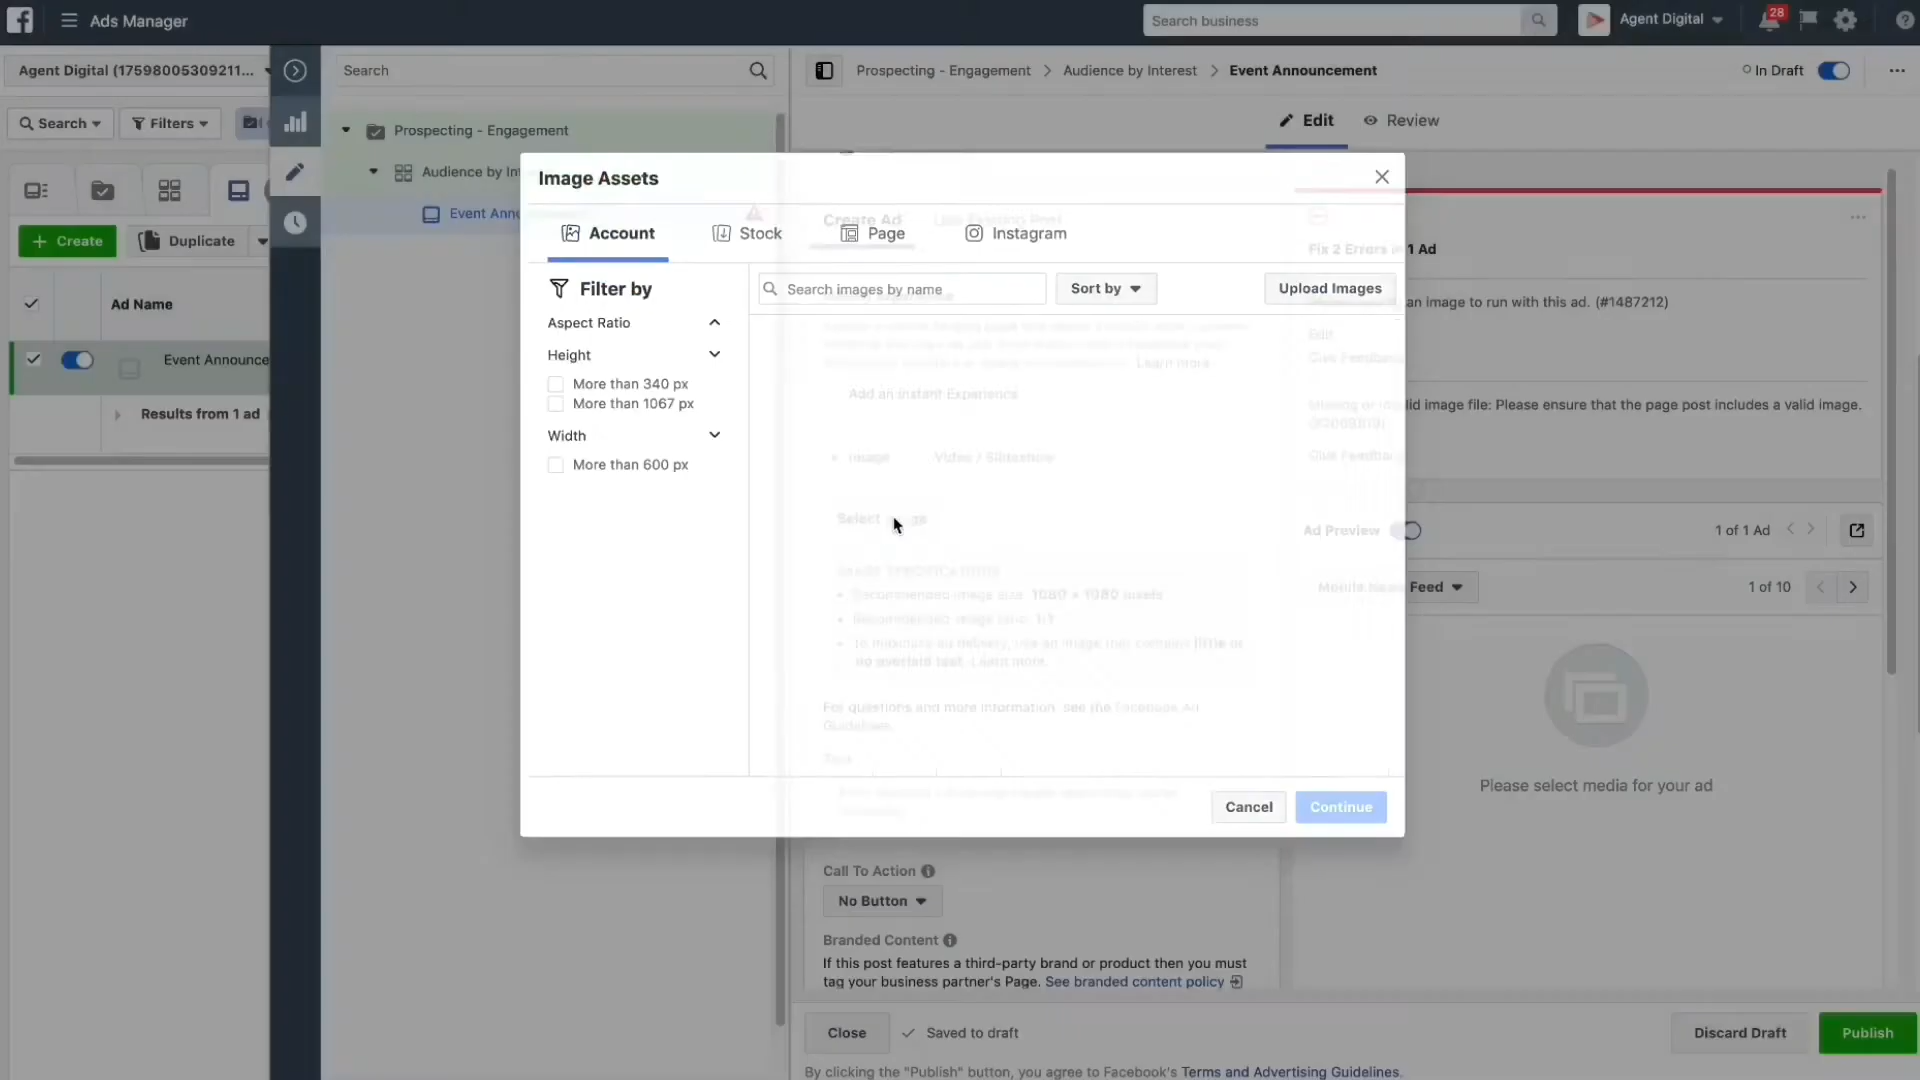 Ads Manager
Search business
Agent Digital
28
Agent Digital (17598005309211...
Search
Prospecting - Engagement > Audience by Interest > Event Announcement
In Draft
Search
Filters
Edit
Review
Prospecting - Engagement
Audience by In
Event Ann
Create
Duplicate
Ad Name
Event Announce
Results from 1 ad
Image Assets
Create Ad
Use Existing Post
Account
Stock
Page
Instagram
Filter by
Search images by name
Sort by
Upload Images
Aspect Ratio
Height
More than 340 px
More than 1067 px
Width
More than 600 px
Learn more
Add an Instant Experience
Image
Video / Slideshow
Select
Recommended image size: 1080 × 1080 pixels
Recommended image ratio: 1:1
To maximize ad delivery, use an image that contains little or
no overlaid text. Learn more.
For questions and more information, see the Facebook Ad
Guidelines.
Text
Cancel
Continue
Fix 2 Errors in 1 Ad
an image to run with this ad. (#1487212)
Edit
Give Feedback
Missing or invalid image file: Please ensure that the page post includes a valid image.
Give Feedback
Ad Preview
1 of 1 Ad
Mobile News Feed
1 of 10
Please select media for your ad
Call To Action
No Button
Branded Content
If this post features a third-party brand or product then you must
tag your business partner's Page. See branded content policy
Close
Saved to draft
Discard Draft
Publish
By clicking the "Publish" button, you agree to Facebook's Terms and Advertising Guidelines.